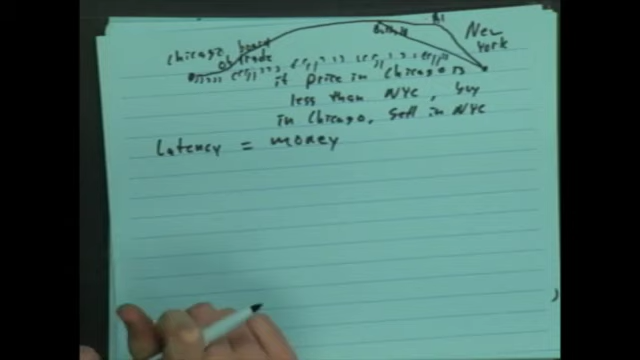 New
York
Chicago board
of trade
if price in Chicago is
less than NYC, buy
in Chicago, sell in NYC
Latency = money